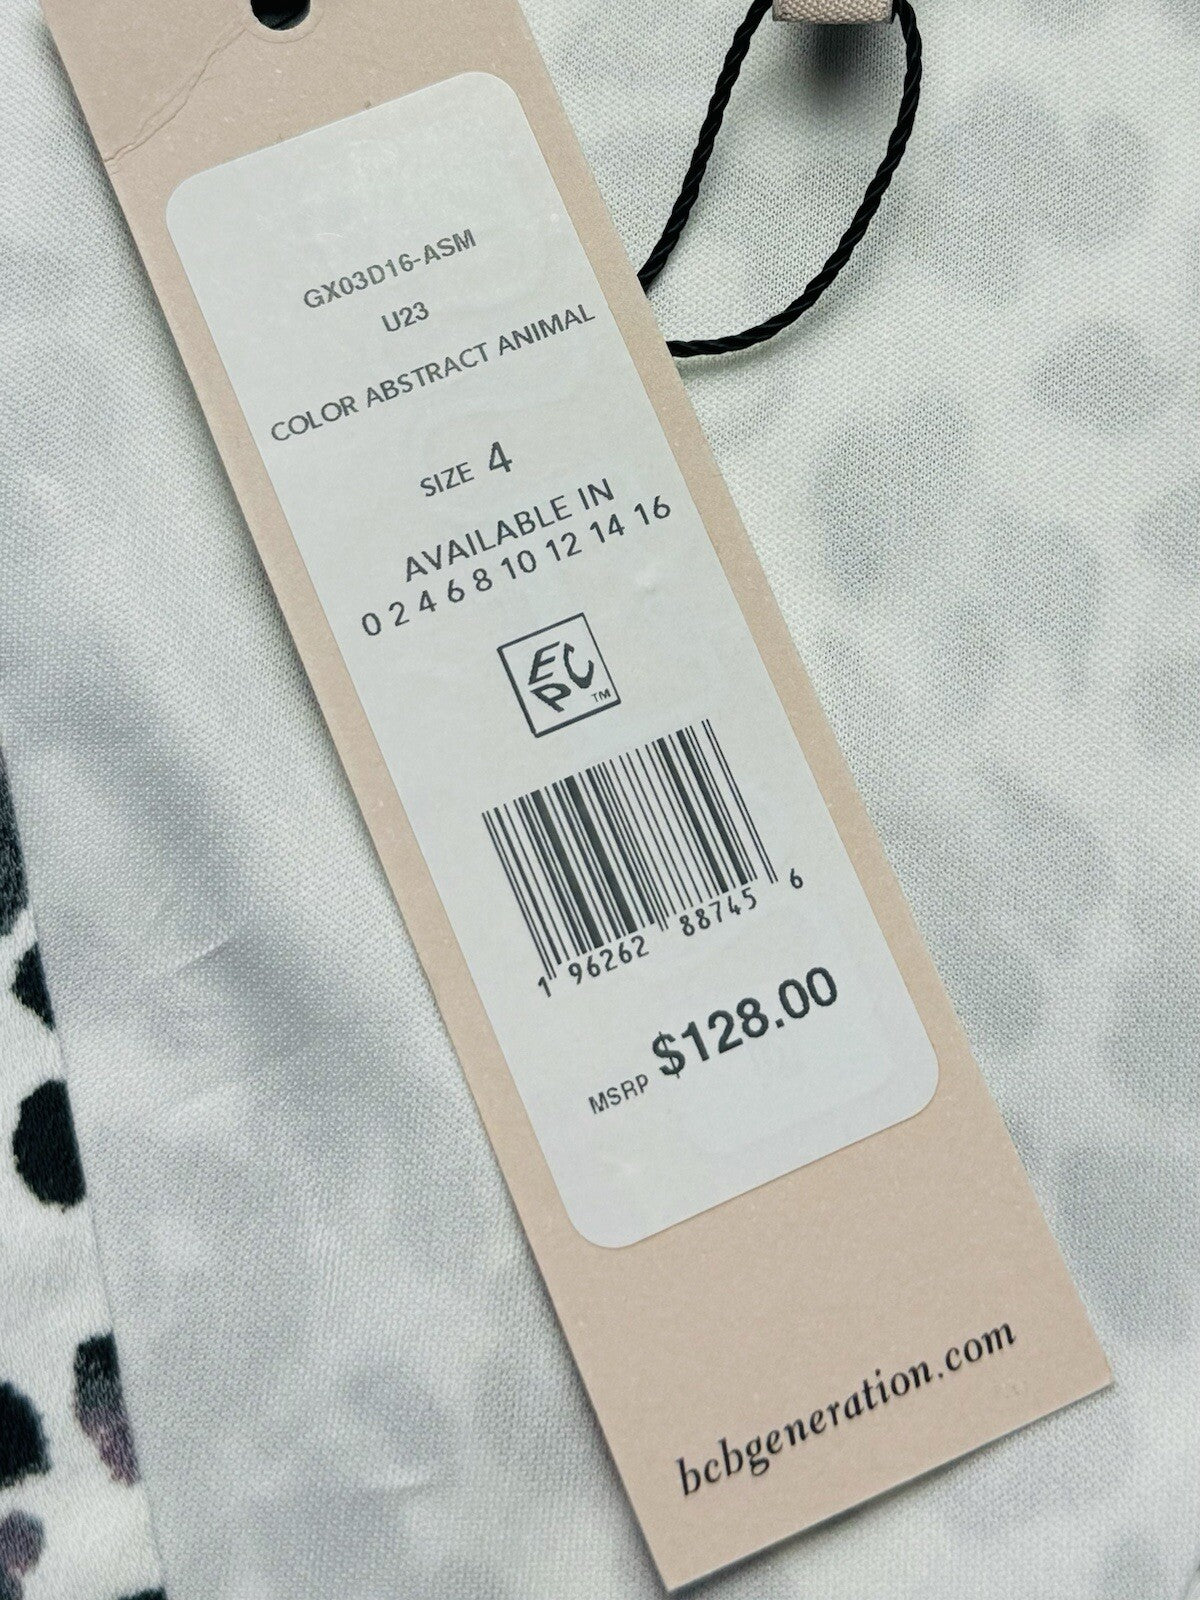 GX03D16-ASM
U23
COLOR ABSTRACT ANIMAL
SIZE 4
AVAILABLE IN
0 2 4 6 8 10 12 14 16
EPC TM
1 96262 88745 6
MSRP $128.00
bcbgeneration.com